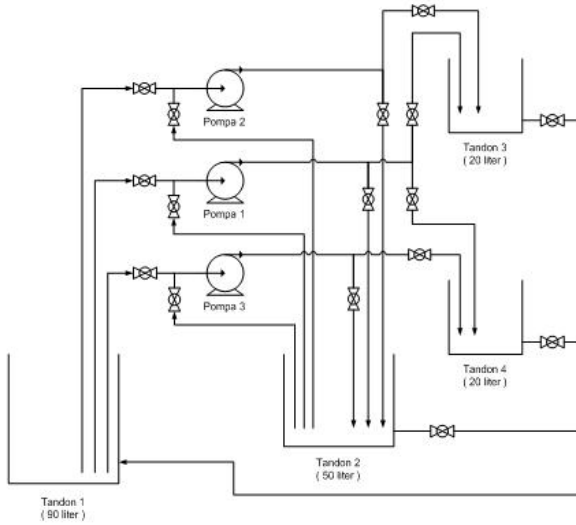 Pompa 2
Tandon 3
( 20 liter )
Pompa 1
Pompa 3
Tandon 4
( 20 liter )
Tandon 2
( 50 liter )
Tandon 1
( 90 liter )